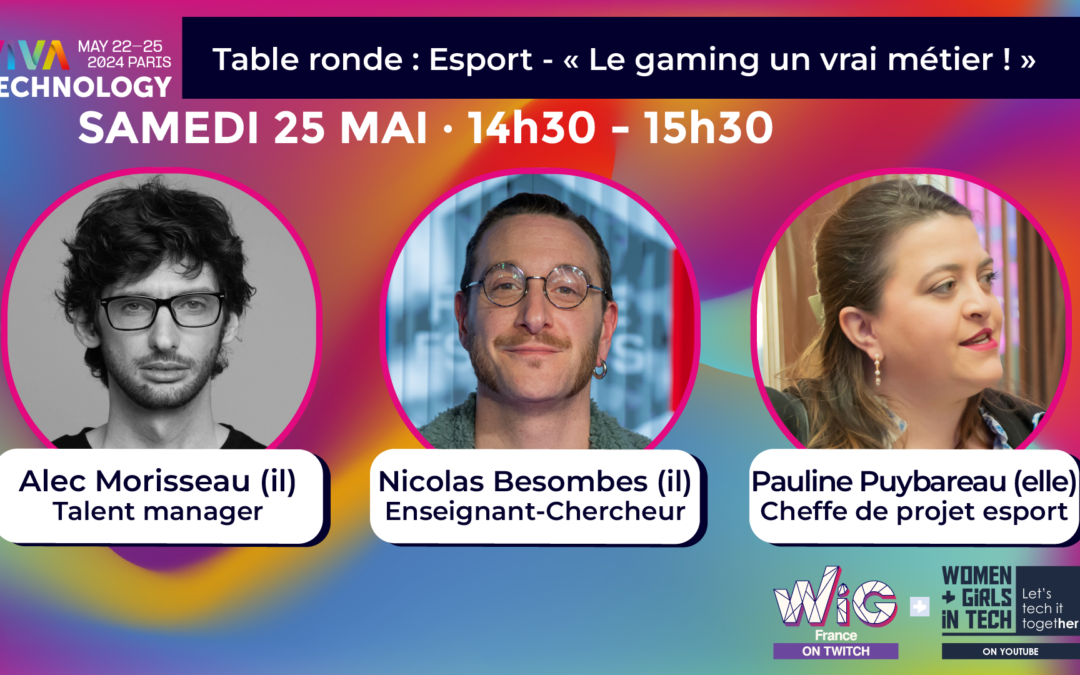 VIVA
MAY 22–25
2024 PARIS
TECHNOLOGY
Table ronde : Esport - « Le gaming un vrai métier ! »
SAMEDI 25 MAI · 14h30 - 15h30
Alec Morisseau (il)
Talent manager
Nicolas Besombes (il)
Enseignant-Chercheur
Pauline Puybareau (elle)
Cheffe de projet esport
WiG
France
ON TWITCH
+
WOMEN
+ GiRLS
iN TECH
Let's
tech it
together
ON YOUTUBE